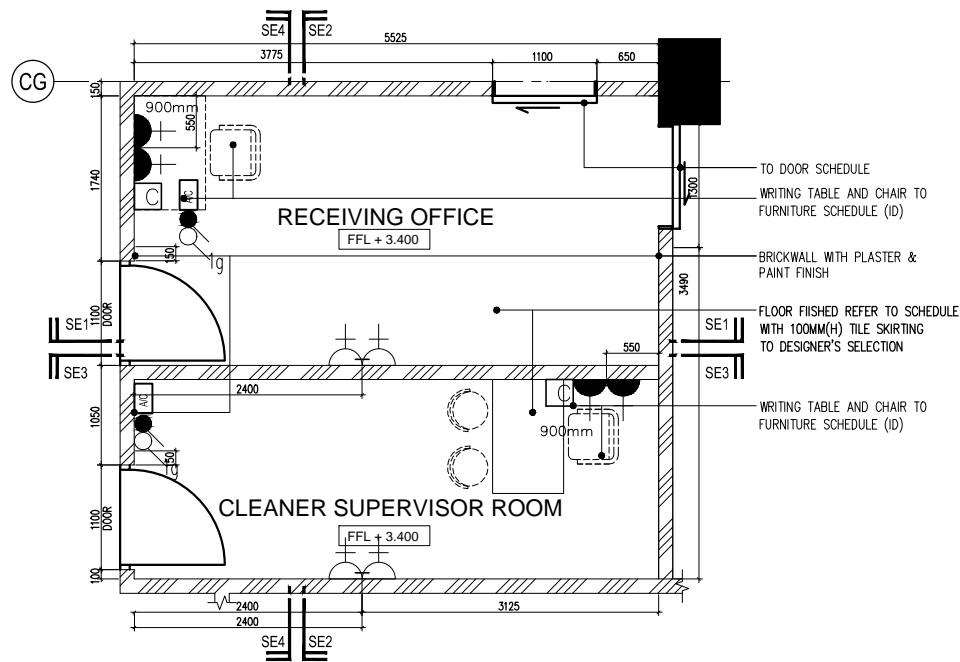 SE4
SE2
5525
3775
1100
650
CG
150
900mm
550
TO DOOR SCHEDULE
1740
1300
C
A/C
WRITING TABLE AND CHAIR TO
FURNITURE SCHEDULE (ID)
RECEIVING OFFICE
FFL + 3.400
150
1g
BRICKWALL WITH PLASTER &
PAINT FINISH
3490
1100
DOOR
FLOOR FIISHED REFER TO SCHEDULE
WITH 100MM(H) TILE SKIRTING
TO DESIGNER'S SELECTION
SE1
SE3
SE1
SE3
550
2400
A/C
C
1050
WRITING TABLE AND CHAIR TO
FURNITURE SCHEDULE (ID)
900mm
150
1g
1100
DOOR
CLEANER SUPERVISOR ROOM
FFL + 3.400
100
2400
3125
2400
SE4
SE2